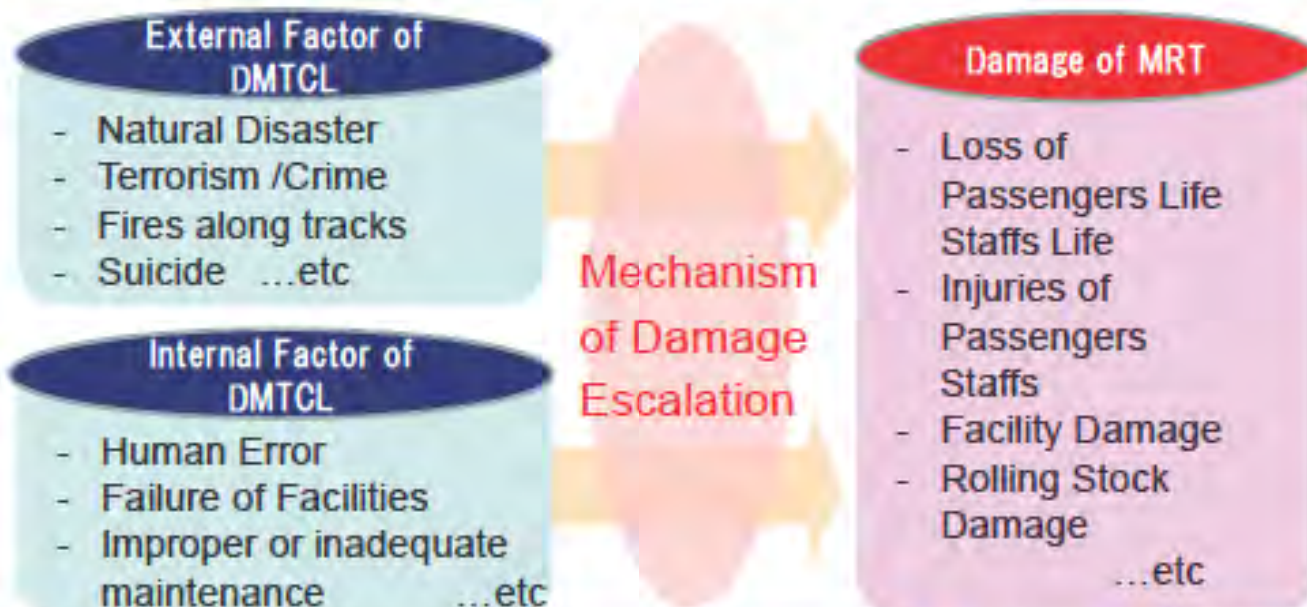 External Factor of
DMTCL
- Natural Disaster
- Terrorism /Crime
- Fires along tracks
- Suicide ...etc
Internal Factor of
DMTCL
- Human Error
- Failure of Facilities
- Improper or inadequate
maintenance ...etc
Mechanism
of Damage
Escalation
Damage of MRT
- Loss of
Passengers Life
Staffs Life
- Injuries of
Passengers
Staffs
- Facility Damage
- Rolling Stock
Damage
...etc